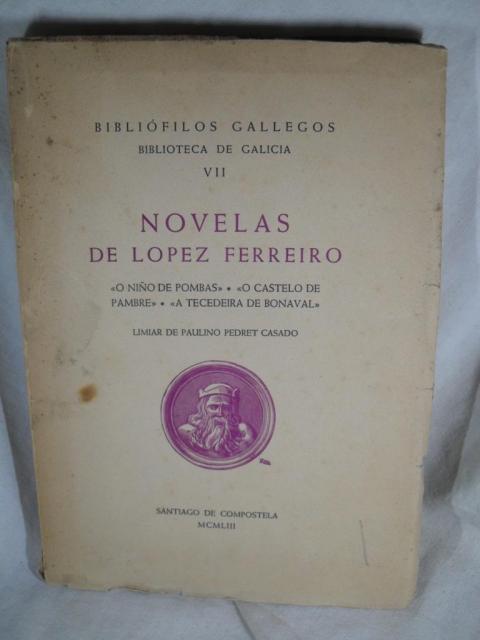 BIBLIÓFILOS GALLEGOS
BIBLIOTECA DE GALICIA
VII
NOVELAS
DE LOPEZ FERREIRO
«O NIÑO DE POMBAS» • «O CASTELO DE
PAMBRE» • «A TECEDEIRA DE BONAVAL»
LIMIAR DE PAULINO PEDRET CASADO
SANTIAGO DE COMPOSTELA
MCMLIII